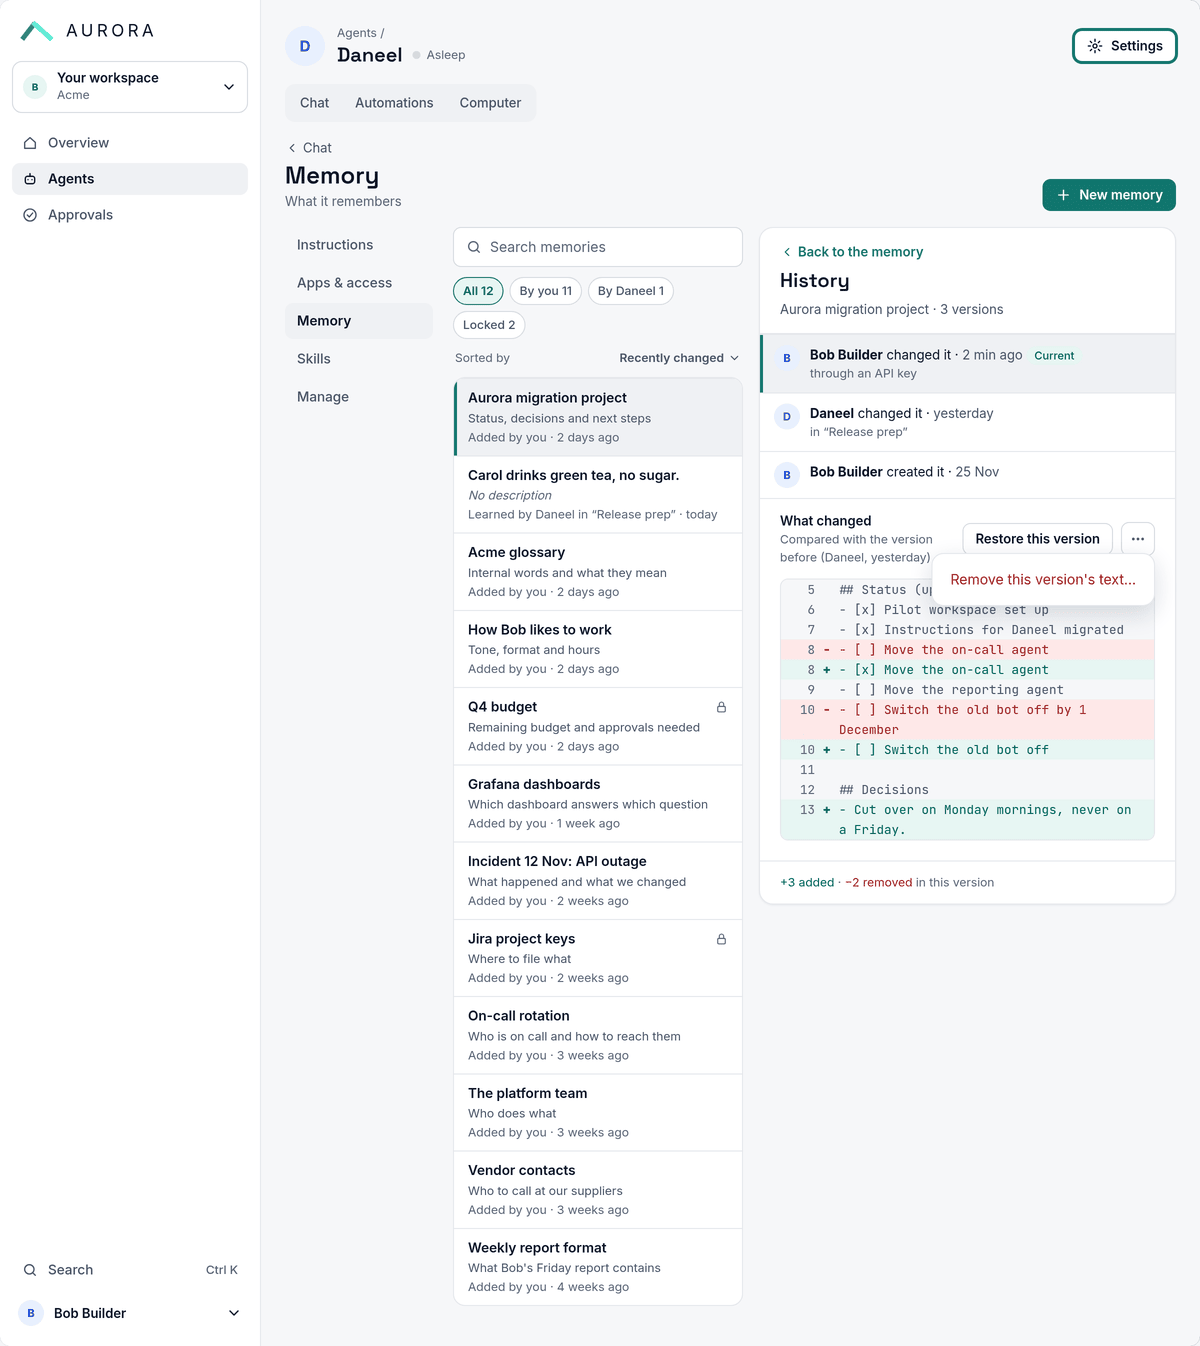 AURORA
B
Your workspace
Acme
Overview
Agents
Approvals
Search
Ctrl K
B
Bob Builder
D
Agents /
Daneel
Asleep
Settings
Chat
Automations
Computer
Chat
Memory
What it remembers
New memory
Instructions
Apps & access
Memory
Skills
Manage
Search memories
All 12
By you 11
By Daneel 1
Locked 2
Sorted by
Recently changed
Aurora migration project
Status, decisions and next steps
Added by you · 2 days ago
Carol drinks green tea, no sugar.
No description
Learned by Daneel in “Release prep” · today
Acme glossary
Internal words and what they mean
Added by you · 2 days ago
How Bob likes to work
Tone, format and hours
Added by you · 2 days ago
Q4 budget
Remaining budget and approvals needed
Added by you · 2 days ago
Grafana dashboards
Which dashboard answers which question
Added by you · 1 week ago
Incident 12 Nov: API outage
What happened and what we changed
Added by you · 2 weeks ago
Jira project keys
Where to file what
Added by you · 2 weeks ago
On-call rotation
Who is on call and how to reach them
Added by you · 3 weeks ago
The platform team
Who does what
Added by you · 3 weeks ago
Vendor contacts
Who to call at our suppliers
Added by you · 3 weeks ago
Weekly report format
What Bob's Friday report contains
Added by you · 4 weeks ago
Back to the memory
History
Aurora migration project · 3 versions
B
Bob Builder changed it · 2 min ago Current
through an API key
D
Daneel changed it · yesterday
in “Release prep”
B
Bob Builder created it · 25 Nov
What changed
Compared with the version
before (Daneel, yesterday)
Restore this version
Remove this version's text...
5 ## Status
6 - [x] Pilot workspace set up
7 - [x] Instructions for Daneel migrated
8 - - [ ] Move the on-call agent
8 + - [x] Move the on-call agent
9 - [ ] Move the reporting agent
10 - - [ ] Switch the old bot off by 1
December
10 + - [ ] Switch the old bot off
11
12 ## Decisions
13 + - Cut over on Monday mornings, never on
a Friday.
+3 added · −2 removed in this version